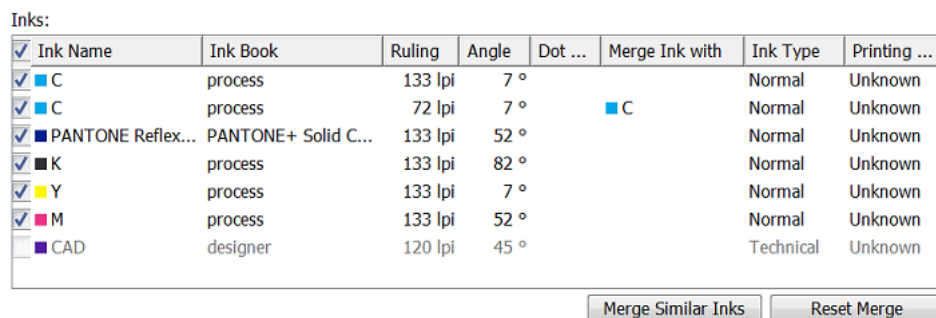 Inks:
Ink Name Ink Book Ruling Angle Dot ... Merge Ink with Ink Type Printing ...
C process 133 lpi 7 ° Normal Unknown
C process 72 lpi 7 ° C Normal Unknown
PANTONE Reflex... PANTONE+ Solid C... 133 lpi 52 ° Normal Unknown
K process 133 lpi 82 ° Normal Unknown
Y process 133 lpi 7 ° Normal Unknown
M process 133 lpi 52 ° Normal Unknown
CAD designer 120 lpi 45 ° Technical Unknown
Merge Similar Inks Reset Merge